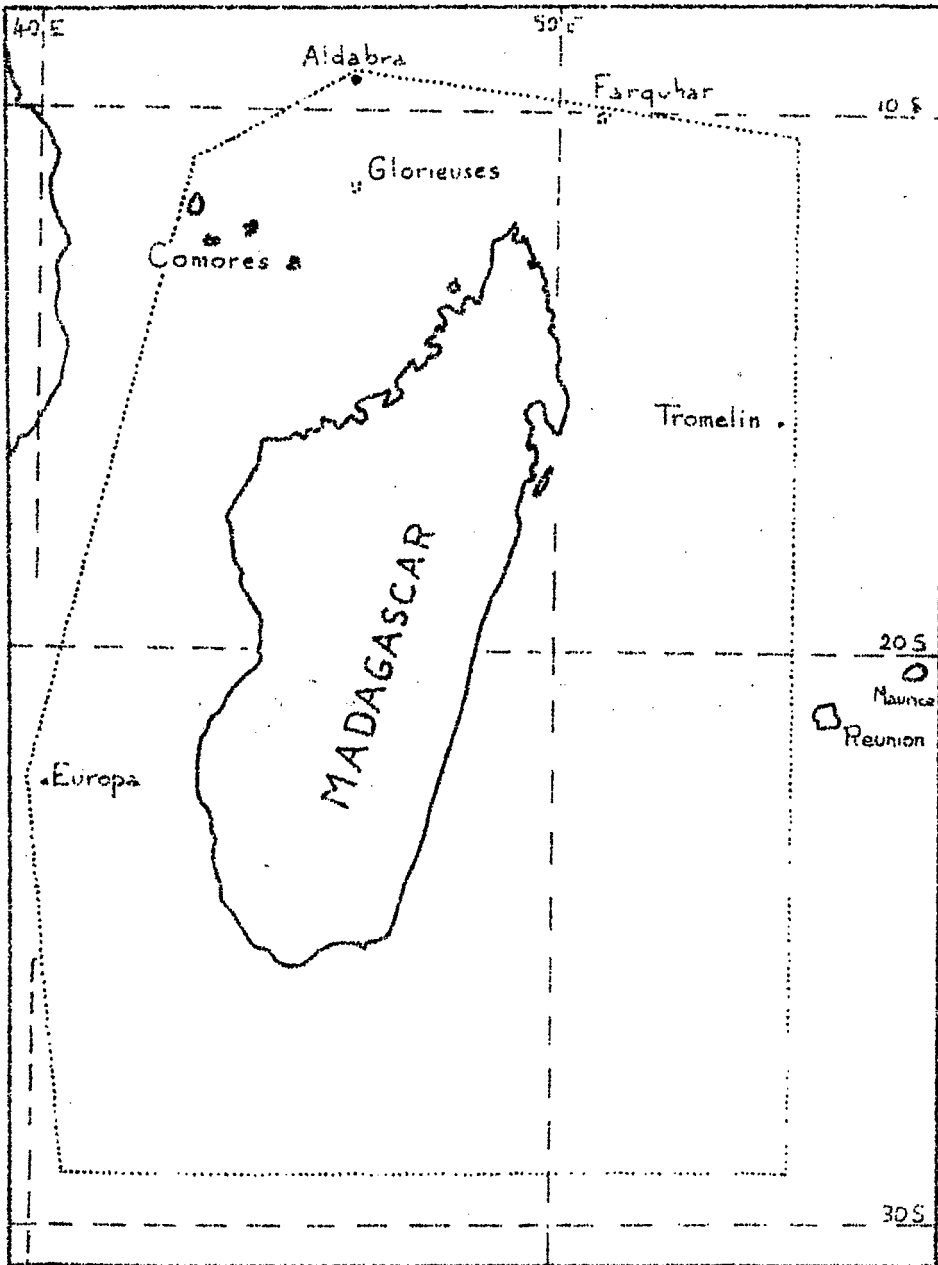 40 E
50 E
Aldabra
Farquhar
10 S
Glorieuses
Comores
Tromelin
MADAGASCAR
20 S
Maurice
Reunion
Europa
30 S